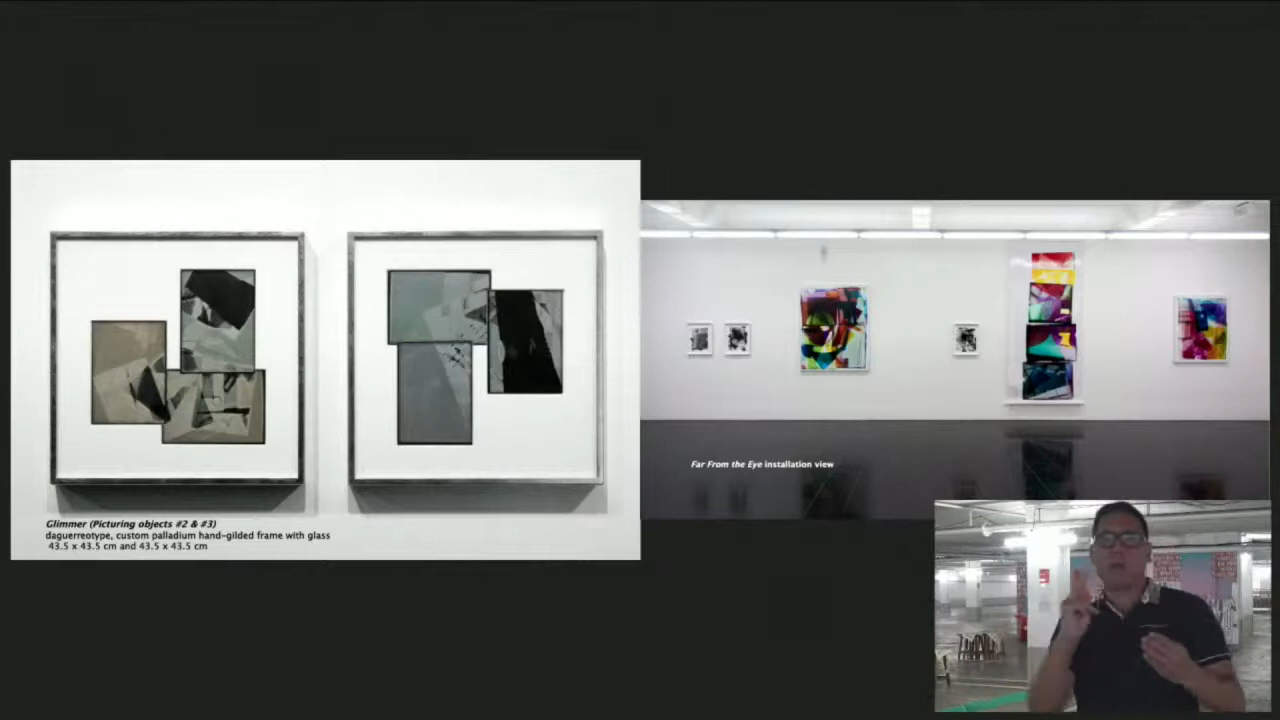 Glimmer (Picturing objects #2 & #3)
daguerreotype, custom palladium hand-gilded frame with glass
43.5 x 43.5 cm and 43.5 x 43.5 cm
Far From the Eye installation view